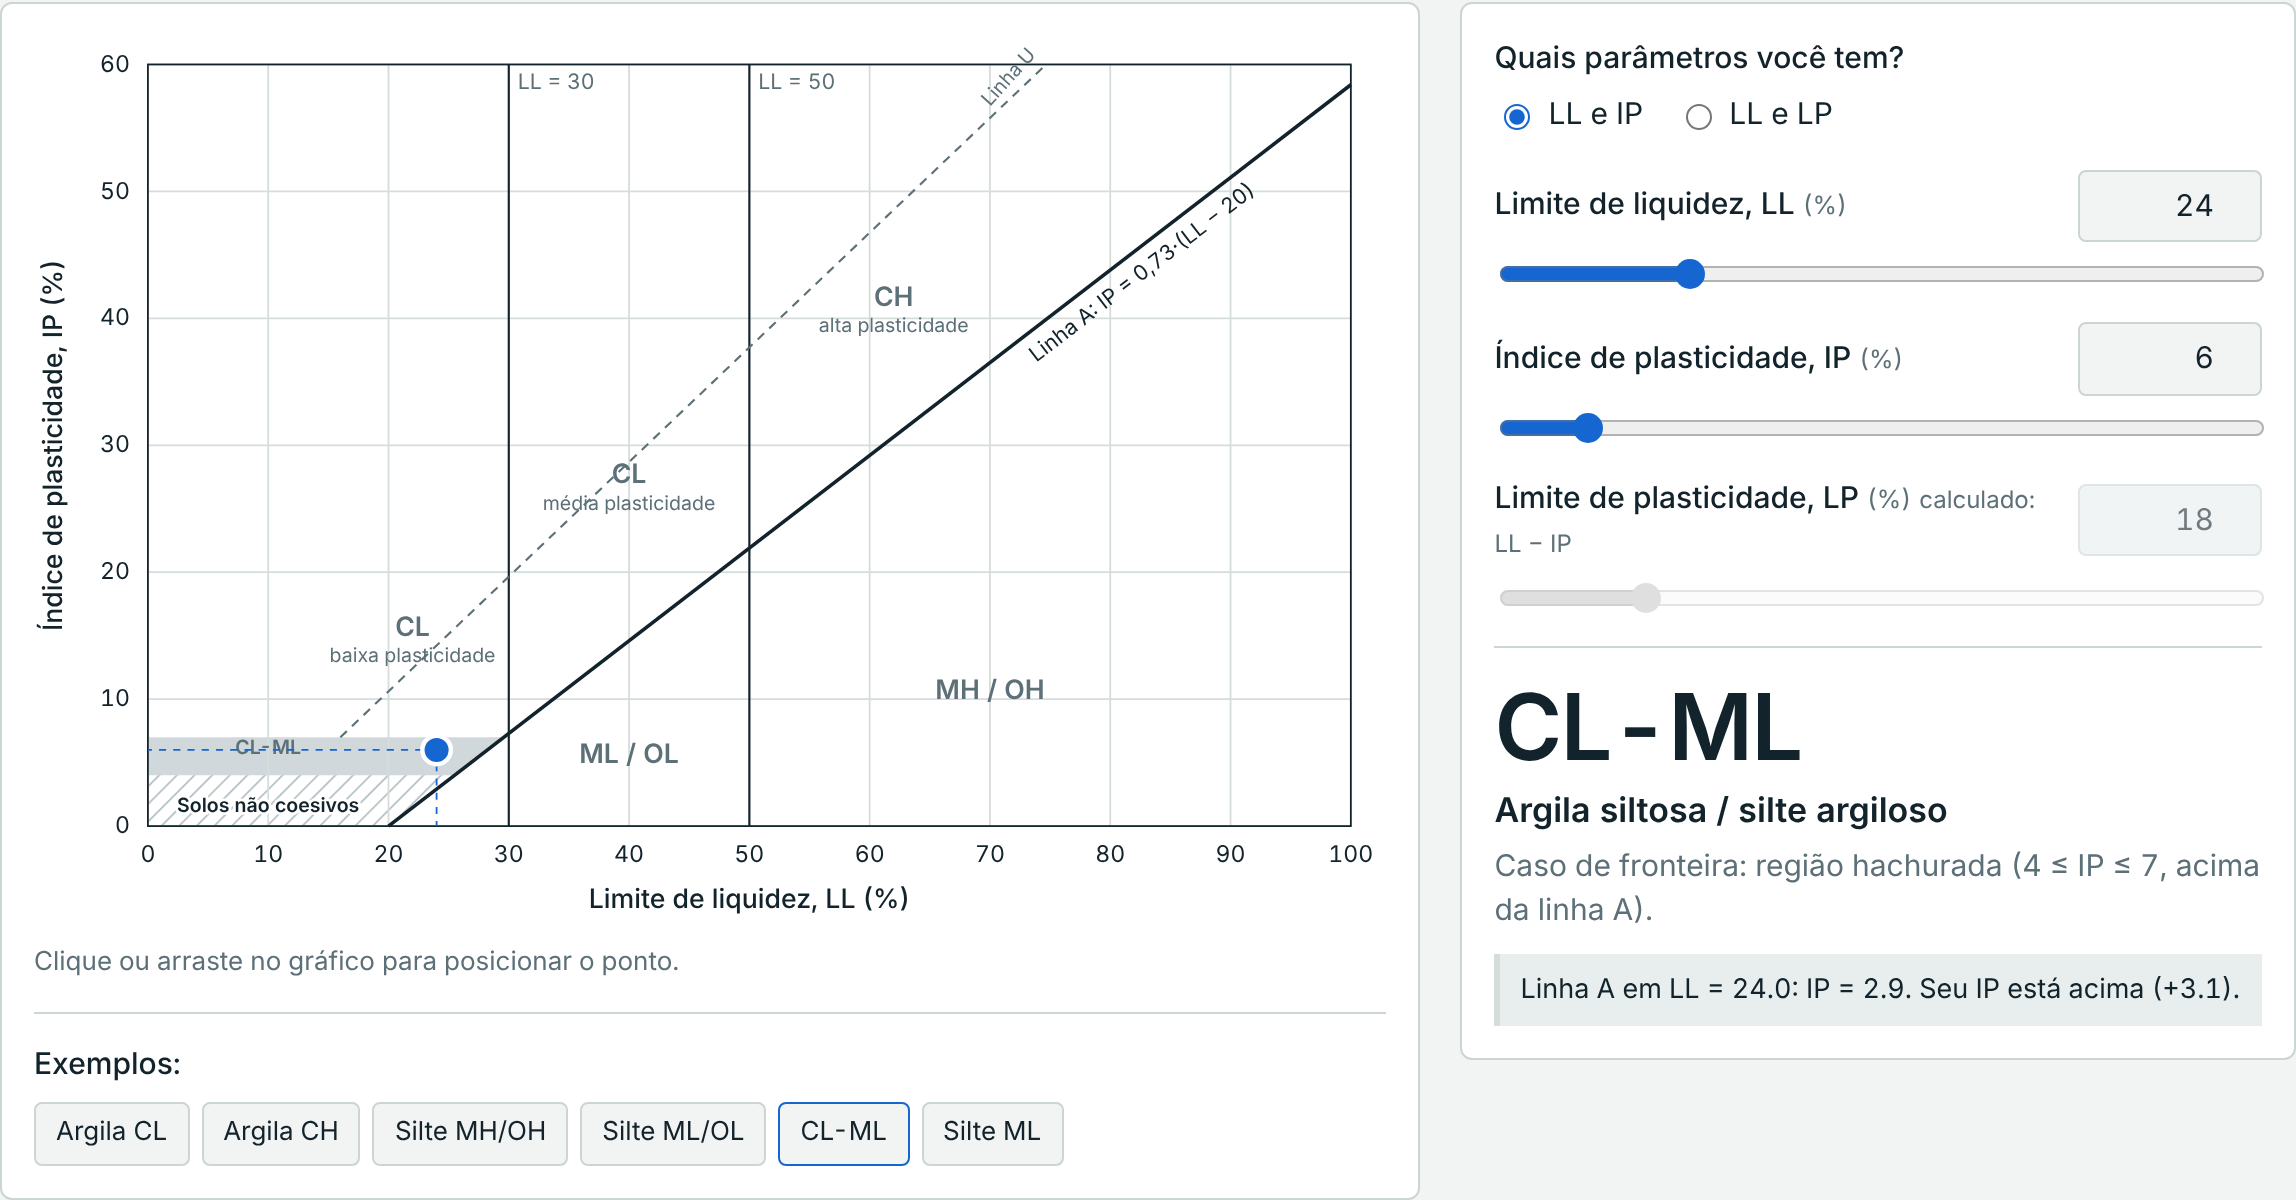 60
50
40
30
20
10
0
0 10 20 30 40 50 60 70 80 90 100
Índice de plasticidade, IP (%)
Limite de liquidez, LL (%)
LL = 30
LL = 50
Linha U
Linha A: IP = 0,73·(LL − 20)
CH
alta plasticidade
CL
média plasticidade
CL
baixa plasticidade
MH / OH
CL-ML
ML / OL
Solos não coesivos
Clique ou arraste no gráfico para posicionar o ponto.
Exemplos:
Argila CL
Argila CH
Silte MH/OH
Silte ML/OL
CL-ML
Silte ML
Quais parâmetros você tem?
LL e IP
LL e LP
Limite de liquidez, LL (%)
24
Índice de plasticidade, IP (%)
6
Limite de plasticidade, LP (%) calculado:
LL − IP
18
CL-ML
Argila siltosa / silte argiloso
Caso de fronteira: região hachurada (4 ≤ IP ≤ 7, acima
da linha A).
Linha A em LL = 24.0: IP = 2.9. Seu IP está acima (+3.1).